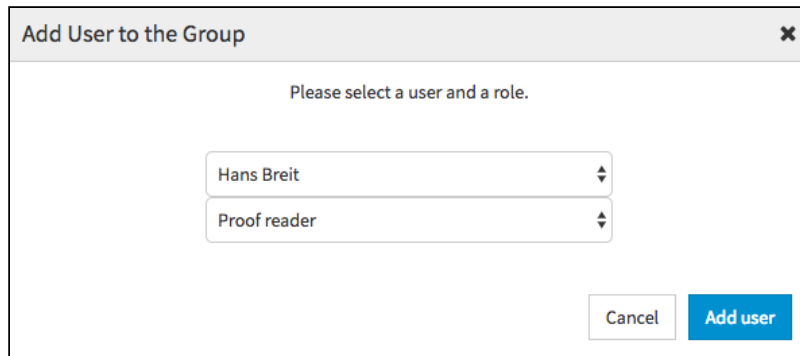 Add User to the Group
Please select a user and a role.
Hans Breit
Proof reader
Cancel Add user